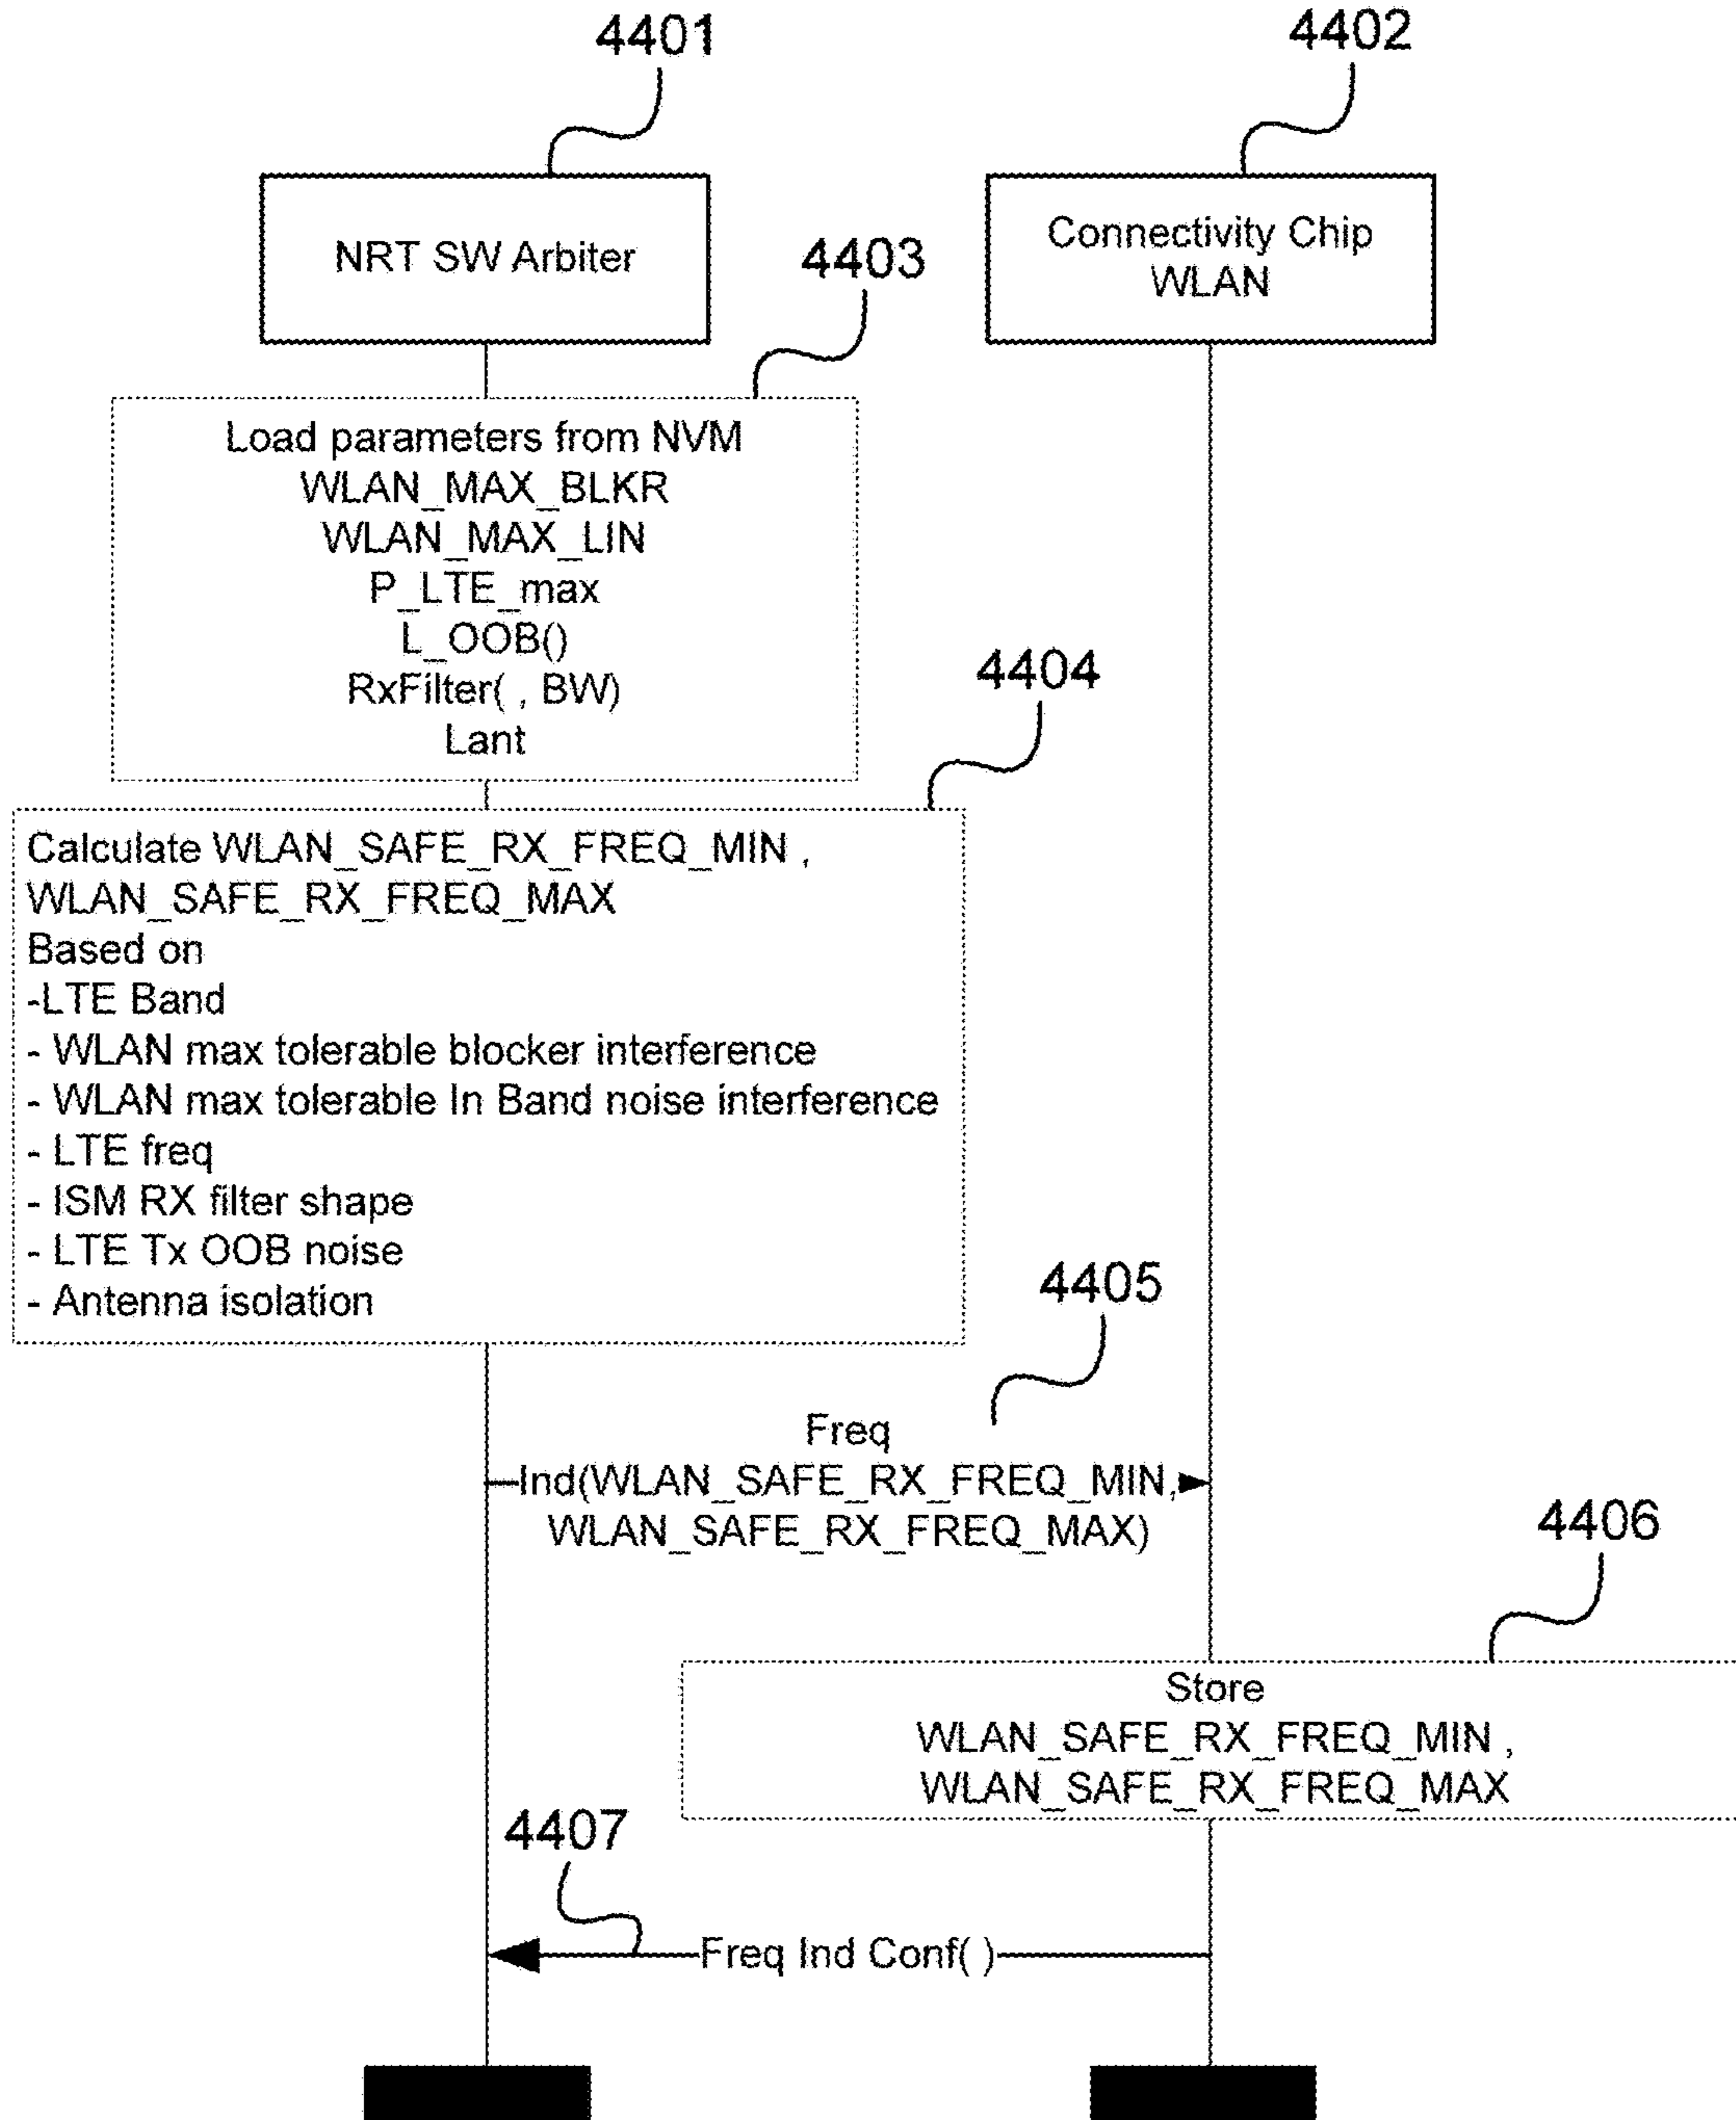 4401
4402
NRT SW Arbiter
Connectivity Chip
WLAN
4403
Load parameters from NVM
WLAN_MAX_BLKR
WLAN_MAX_LIN
P_LTE_max
L_OOB()
RxFilter( , BW)
Lant
4404
Calculate WLAN_SAFE_RX_FREQ_MIN ,
WLAN_SAFE_RX_FREQ_MAX
Based on
-LTE Band
- WLAN max tolerable blocker interference
- WLAN max tolerable In Band noise interference
- LTE freq
- ISM RX filter shape
- LTE Tx OOB noise
- Antenna isolation
4405
Freq
Ind(WLAN_SAFE_RX_FREQ_MIN,
WLAN_SAFE_RX_FREQ_MAX)
4406
Store
WLAN_SAFE_RX_FREQ_MIN ,
WLAN_SAFE_RX_FREQ_MAX
4407
Freq Ind Conf( )